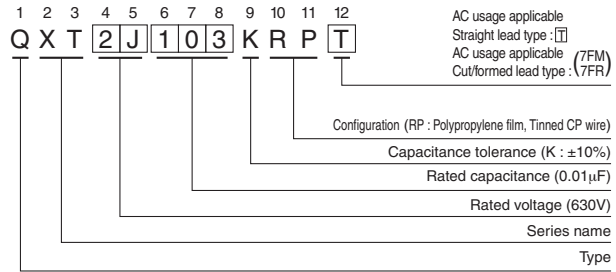 1 2 3 4 5 6 7 8 9 10 11 12
Q X T 2 J 1 0 3 K R P T
AC usage applicable
Straight lead type : T
AC usage applicable (7FM)
Cut/formed lead type : (7FR)
Configuration (RP : Polypropylene film, Tinned CP wire)
Capacitance tolerance (K : ±10%)
Rated capacitance (0.01µF)
Rated voltage (630V)
Series name
Type